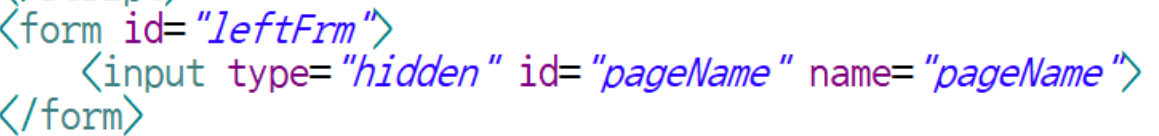 <form id="leftFrm">
<input type="hidden" id="pageName" name="pageName">
</form>